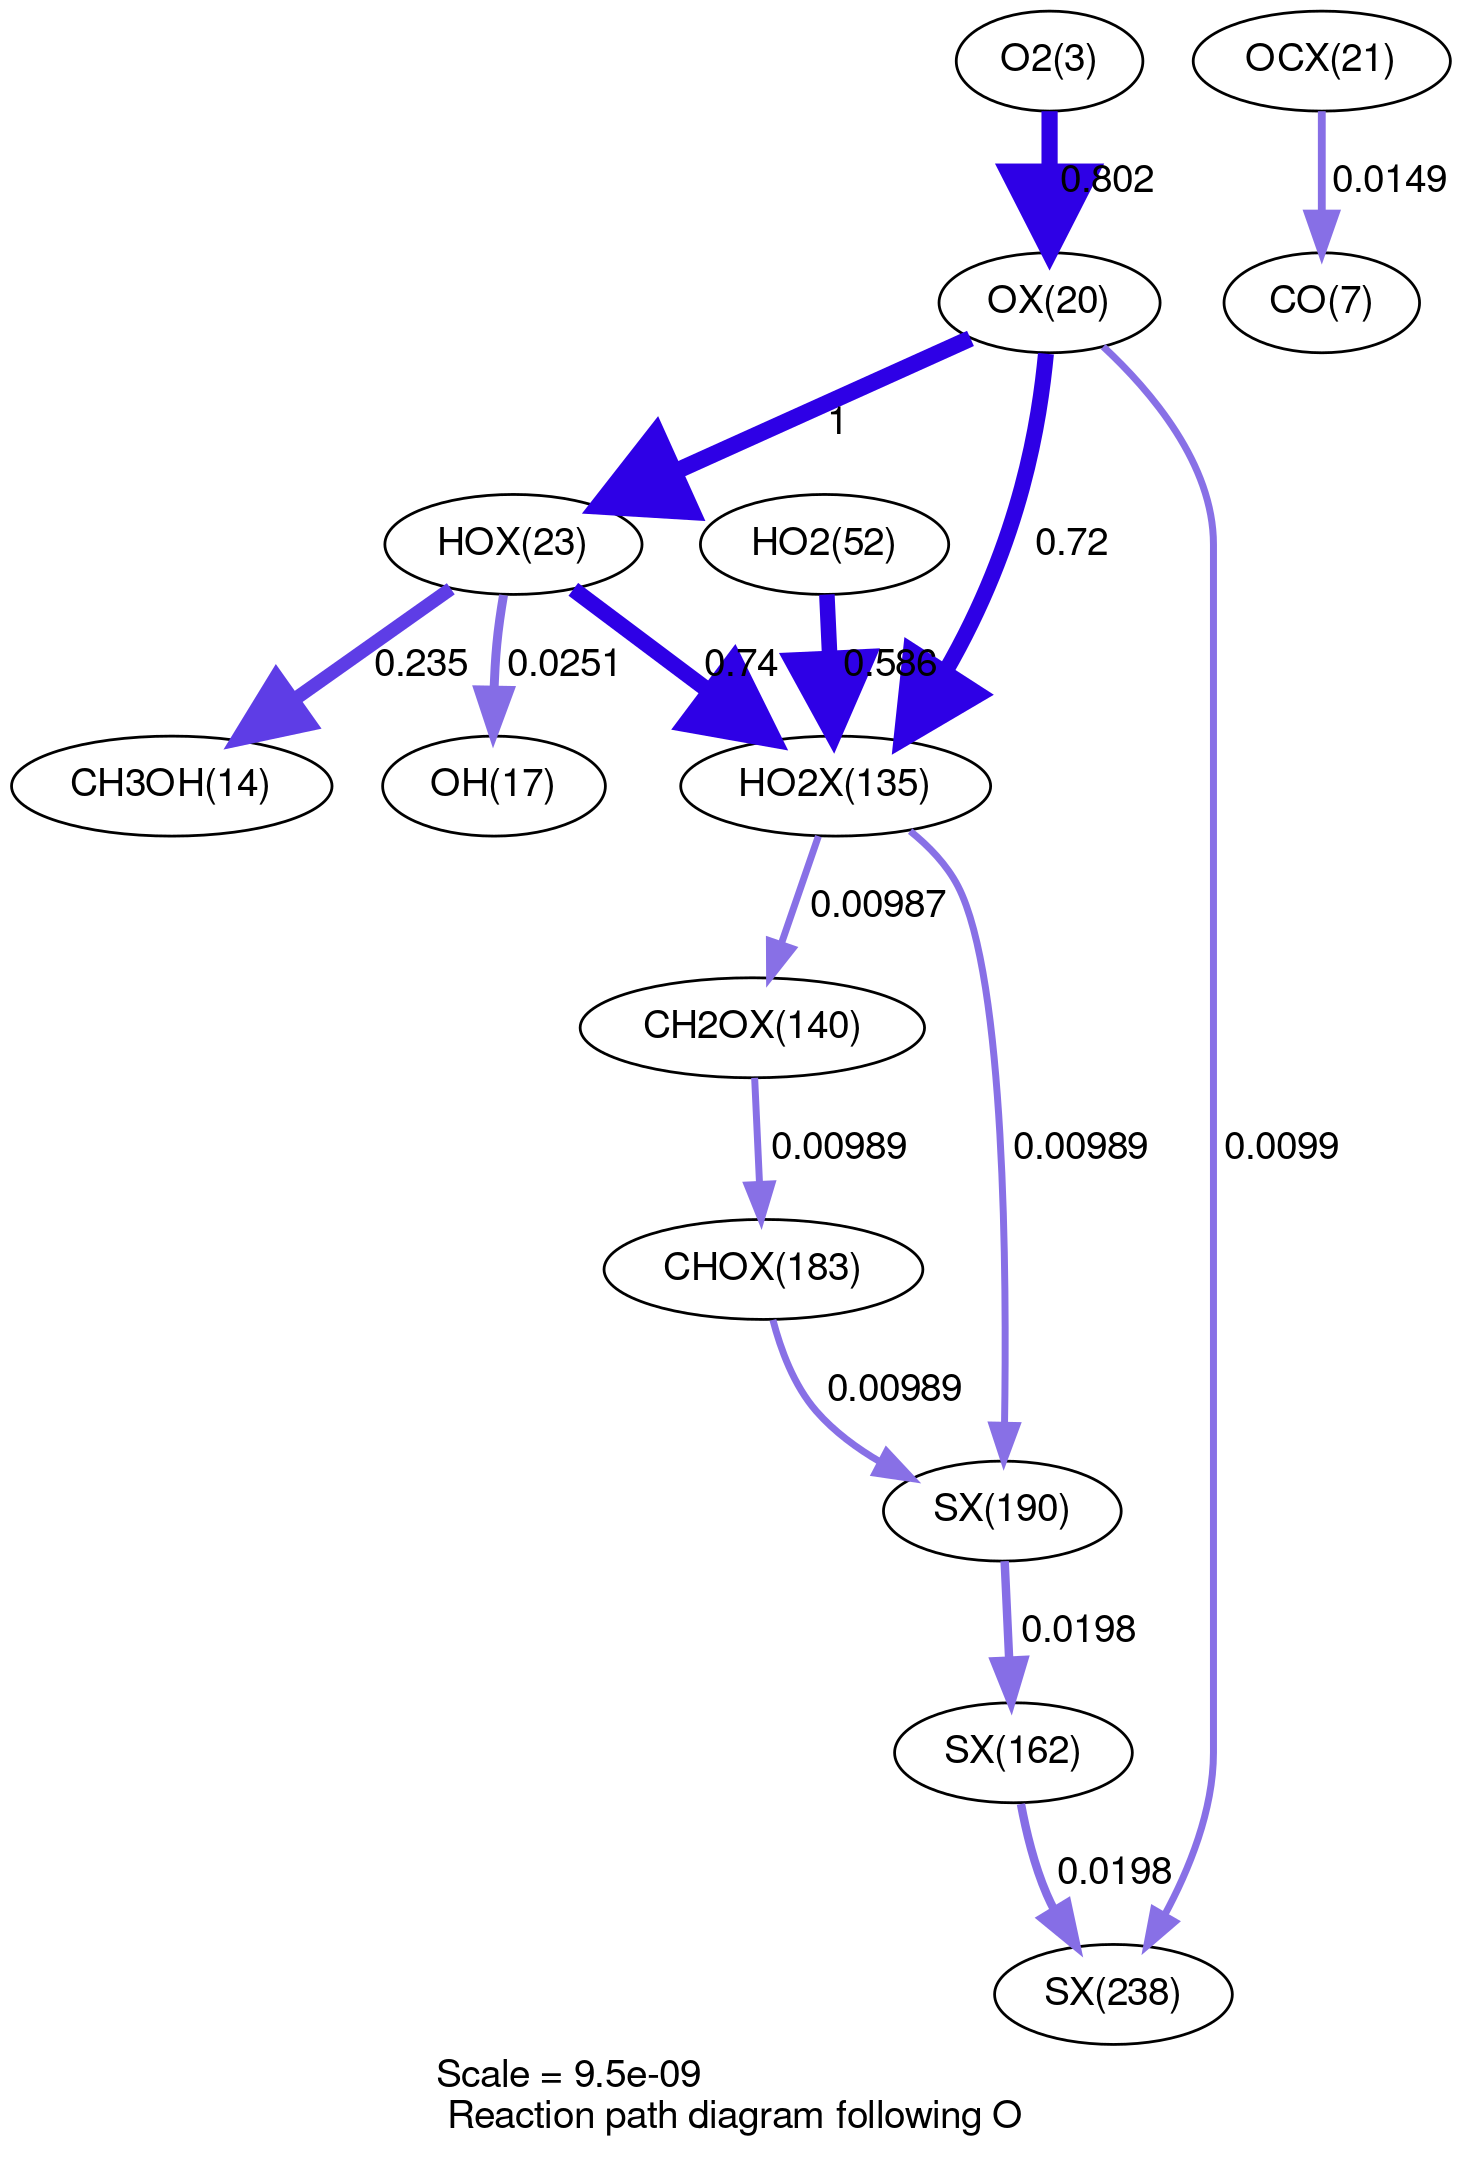 O2(3)
OCX(21)
0.802
0.0149
OX(20)
CO(7)
1
HOX(23)
HO2(52)
0.72
0.235
0.0251
0.74
0.586
CH3OH(14)
OH(17)
HO2X(135)
0.00987
CH2OX(140)
0.00989
0.00989
0.0099
CHOX(183)
0.00989
SX(190)
0.0198
SX(162)
0.0198
SX(238)
Scale = 9.5e-09
Reaction path diagram following O